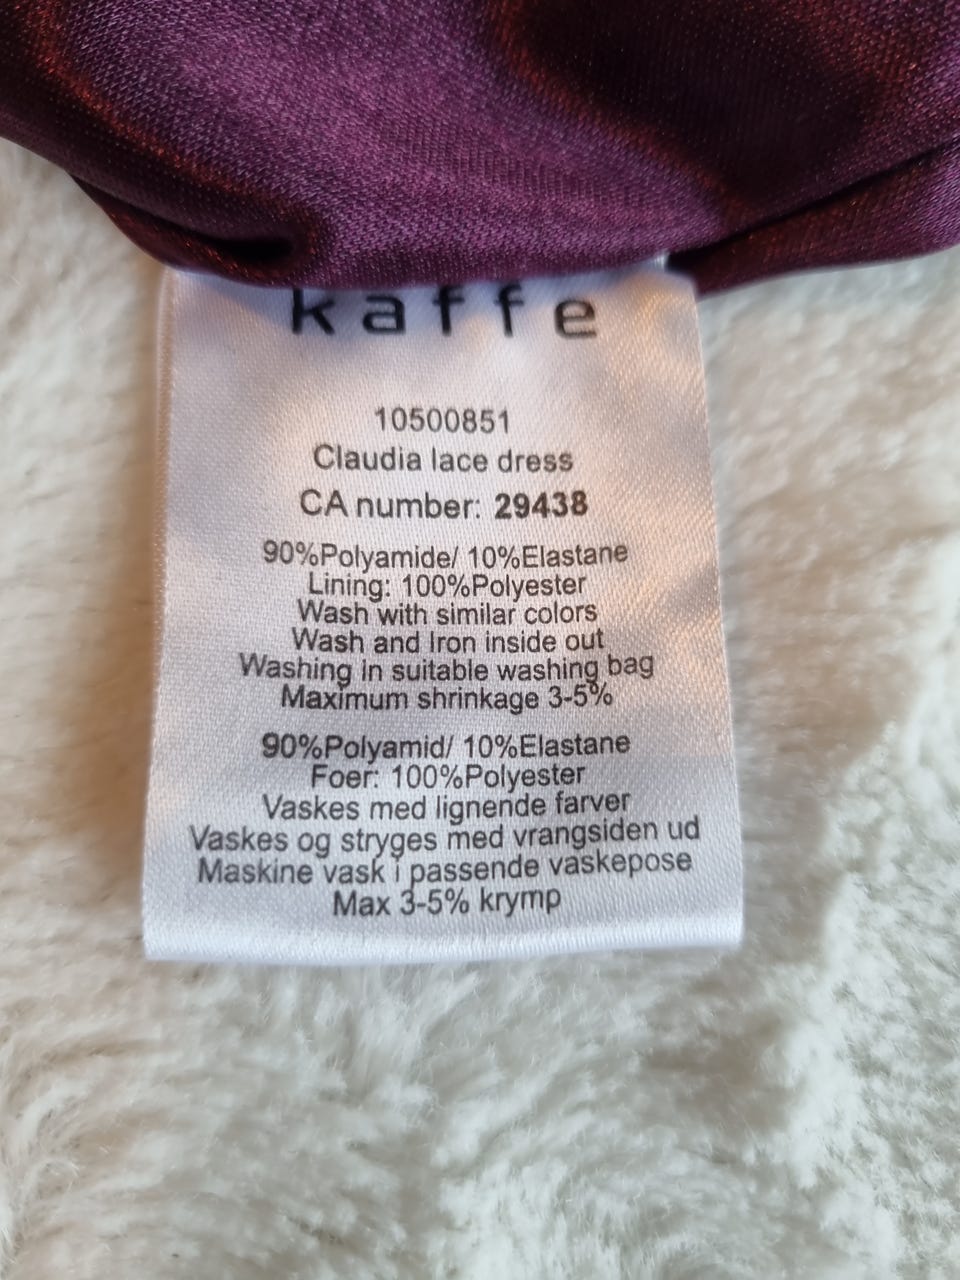 kaffe
10500851
Claudia lace dress
CA number: 29438
90%Polyamide/ 10%Elastane
Lining: 100%Polyester
Wash with similar colors
Wash and Iron inside out
Washing in suitable washing bag
Maximum shrinkage 3-5%
90%Polyamid/ 10%Elastane
Foer: 100%Polyester
Vaskes med lignende farver
Vaskes og stryges med vrangsiden ud
Maskine vask i passende vaskepose
Max 3-5% krymp